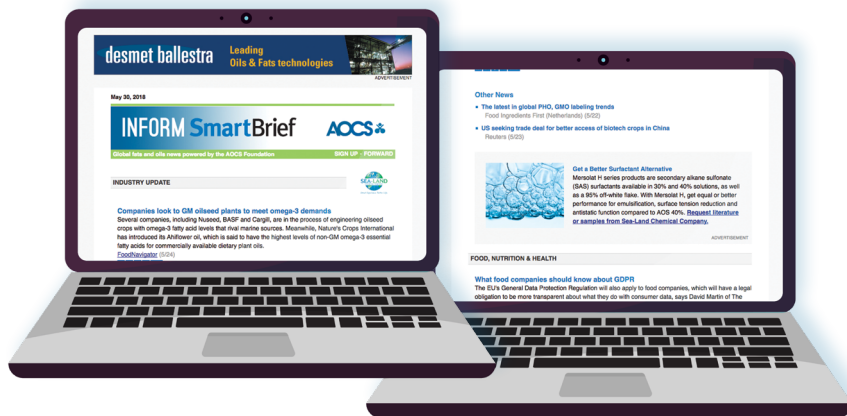 desmet ballestra
Leading
Oils & Fats technologies
ADVERTISEMENT
May 30, 2018
INFORM SmartBrief
AOCS
Global fats and oils news powered by the AOCS Foundation
SIGN UP - FORWARD
INDUSTRY UPDATE
SEA-LAND
Companies look to GM oilseed plants to meet omega-3 demands
Several companies, including Nuseed, BASF and Cargill, are in the process of engineering oilseed
crops with omega-3 fatty acid levels that rival marine sources. Meanwhile, Nature's Crops International
has introduced its Ahiflower oil, which is said to have the highest levels of non-GM omega-3 essential
fatty acids for commercially available dietary plant oils.
FoodNavigator (5/24)
Other News
• The latest in global PHO, GMO labeling trends
Food Ingredients First (Netherlands) (5/22)
• US seeking trade deal for better access of biotech crops in China
Reuters (5/23)
Get a Better Surfactant Alternative
Mersolat H series products are secondary alkane sulfonato
(SAS) surfactants available in 30% and 40% solutions, as well
as a 95% off-white flake. With Mersolat H, get equal or better
performance for emulsification, surface tension reduction and
antistatic function compared to AOS 40%. Request literature
or samples from Sea-Land Chemical Company.
ADVERTISEMENT
FOOD, NUTRITION & HEALTH
What food companies should know about GDPR
The EU's General Data Protection Regulation will also apply to food companies, which will have a legal
obligation to be more transparent about what they do with consumer data, says David Martin of The